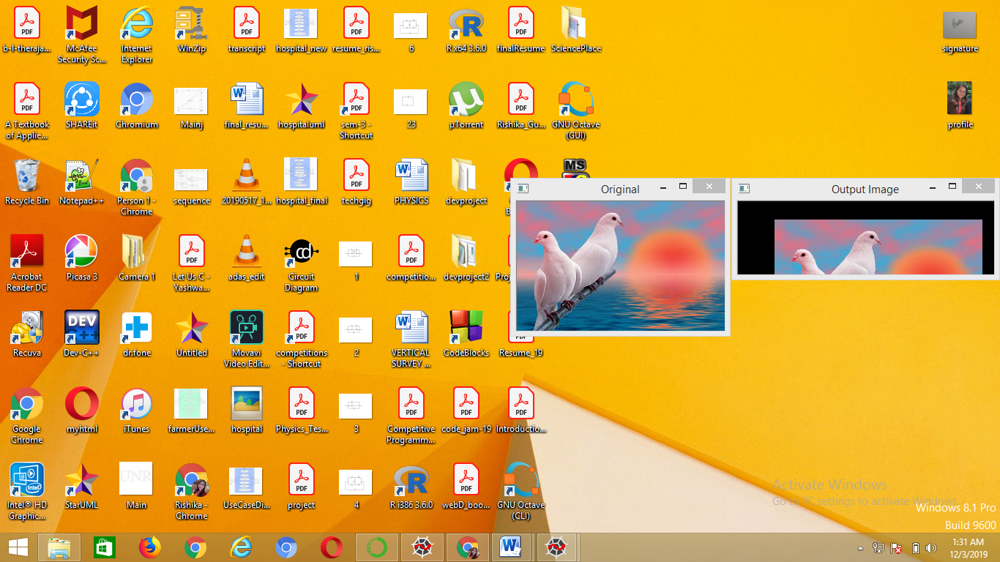 b-l-theraja...
McAfee
Security Sc...
Internet
Explorer
WinZip
transcript
hospital_new
resume_ris...
6
R x64 3.6.0
finalResume
SciencePlace
signature
A Textbook
of Applie...
SHAREit
Chromium
Mainj
final_resu...
hospitaluml
sem-3 -
Shortcut
23
µTorrent
Rishika_Gu...
GNU Octave
(GUI)
profile
Recycle Bin
Notepad++
Person 1 -
Chrome
sequence
20190517_1...
hospital_final
techgig
PHYSICS
devproject
MS
Original
Output Image
Acrobat
Reader DC
Picasa 3
Camera 1
Let Us C -
Yashwa...
adas_edit
Circuit
Diagram
1
competitio...
devproject2
Recuva
DEV
C++
Dev-C++
dr.fone
Untitled
Movavi
Video Edit...
competitions
- Shortcut
2
VERTICAL
SURVEY ...
CodeBlocks
Resume_19
Google
Chrome
myhtml
iTunes
farmerUse...
hospital
Physics_Tes...
3
Competitive
Programm...
code_jam-19
Introductio...
Intel® HD
Graphic...
StarUML
UNR
Main
Rishika -
Chrome
UseCaseDi...
project
4
R i386 3.6.0
webD_boo...
GNU Octave
(CLI)
Activate Windows
Go to PC settings to activate Windows.
Windows 8.1 Pro
Build 9600
1:31 AM
12/3/2019